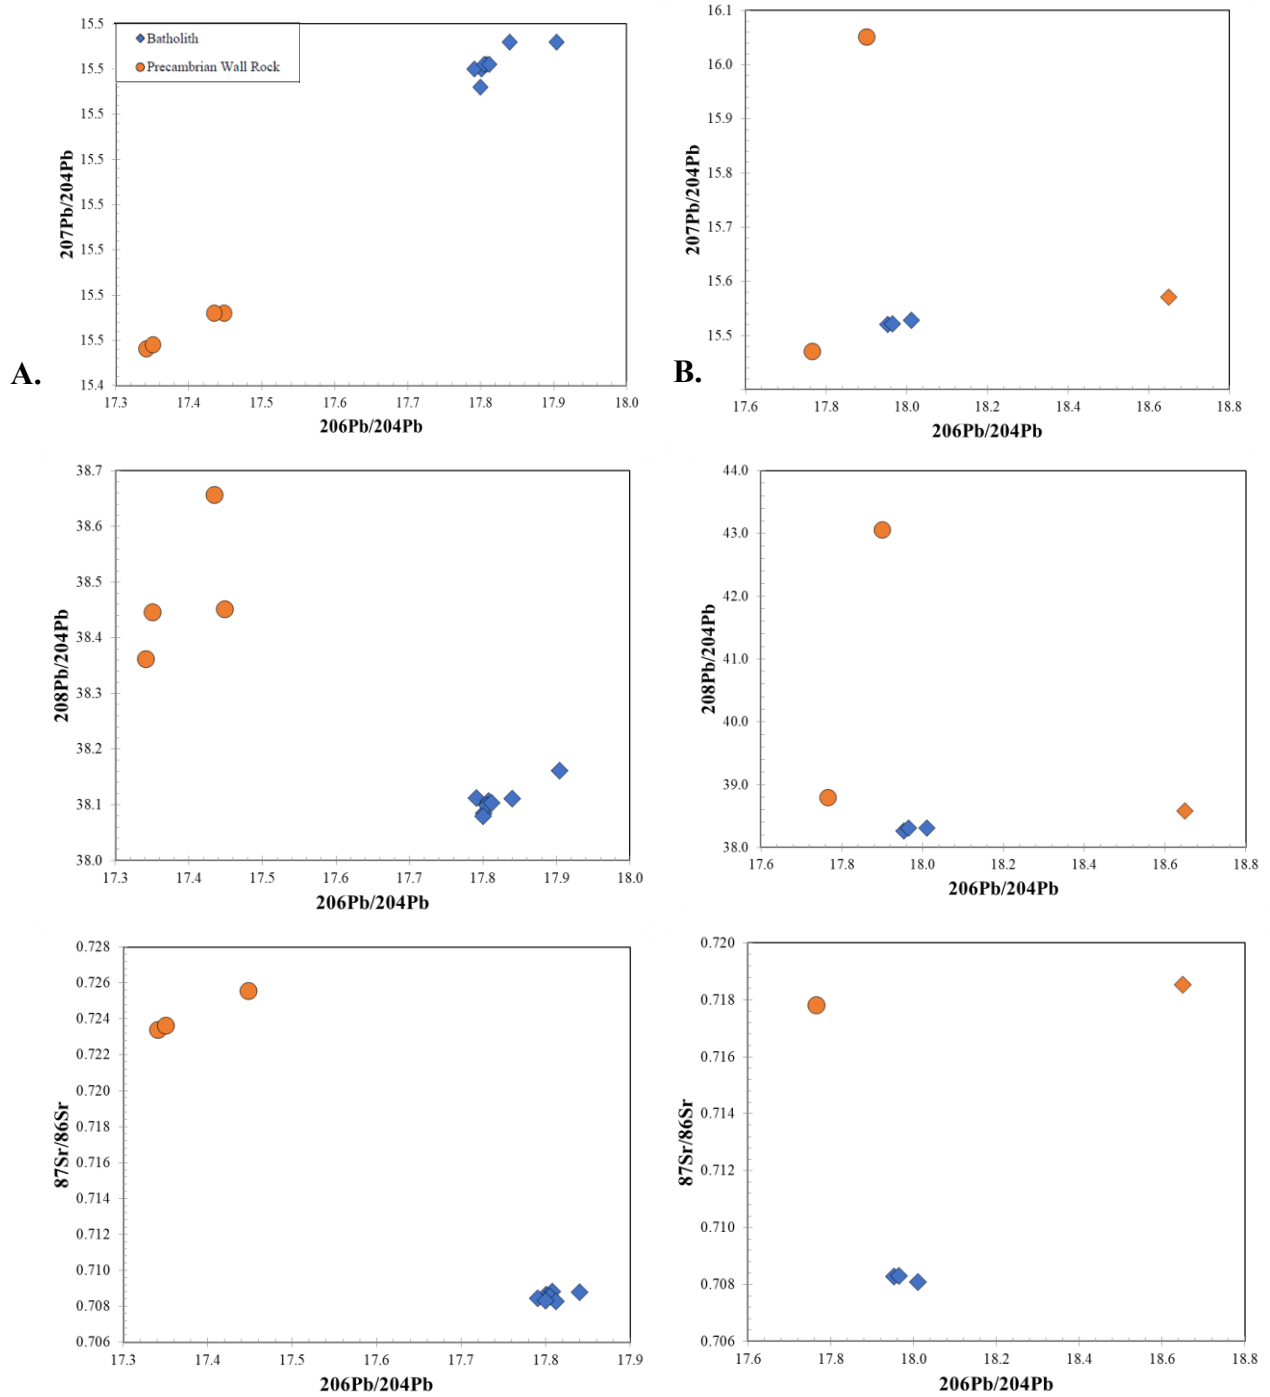 15.5
15.5
15.5
15.5
15.5
15.5
15.5
15.5
15.4
207Pb/204Pb
Batholith
Precambrian Wall Rock
17.3 17.4 17.5 17.6 17.7 17.8 17.9 18.0
206Pb/204Pb
A.
16.1
16.0
15.9
15.8
15.7
15.6
15.5
207Pb/204Pb
17.6 17.8 18.0 18.2 18.4 18.6 18.8
206Pb/204Pb
B.
38.7
38.6
38.5
38.4
38.3
38.2
38.1
38.0
208Pb/204Pb
17.3 17.4 17.5 17.6 17.7 17.8 17.9 18.0
206Pb/204Pb
44.0
43.0
42.0
41.0
40.0
39.0
38.0
208Pb/204Pb
17.6 17.8 18.0 18.2 18.4 18.6 18.8
206Pb/204Pb
0.728
0.726
0.724
0.722
0.720
0.718
0.716
0.714
0.712
0.710
0.708
0.706
87Sr/86Sr
17.3 17.4 17.5 17.6 17.7 17.8 17.9
206Pb/204Pb
0.720
0.718
0.716
0.714
0.712
0.710
0.708
0.706
87Sr/86Sr
17.6 17.8 18.0 18.2 18.4 18.6 18.8
206Pb/204Pb